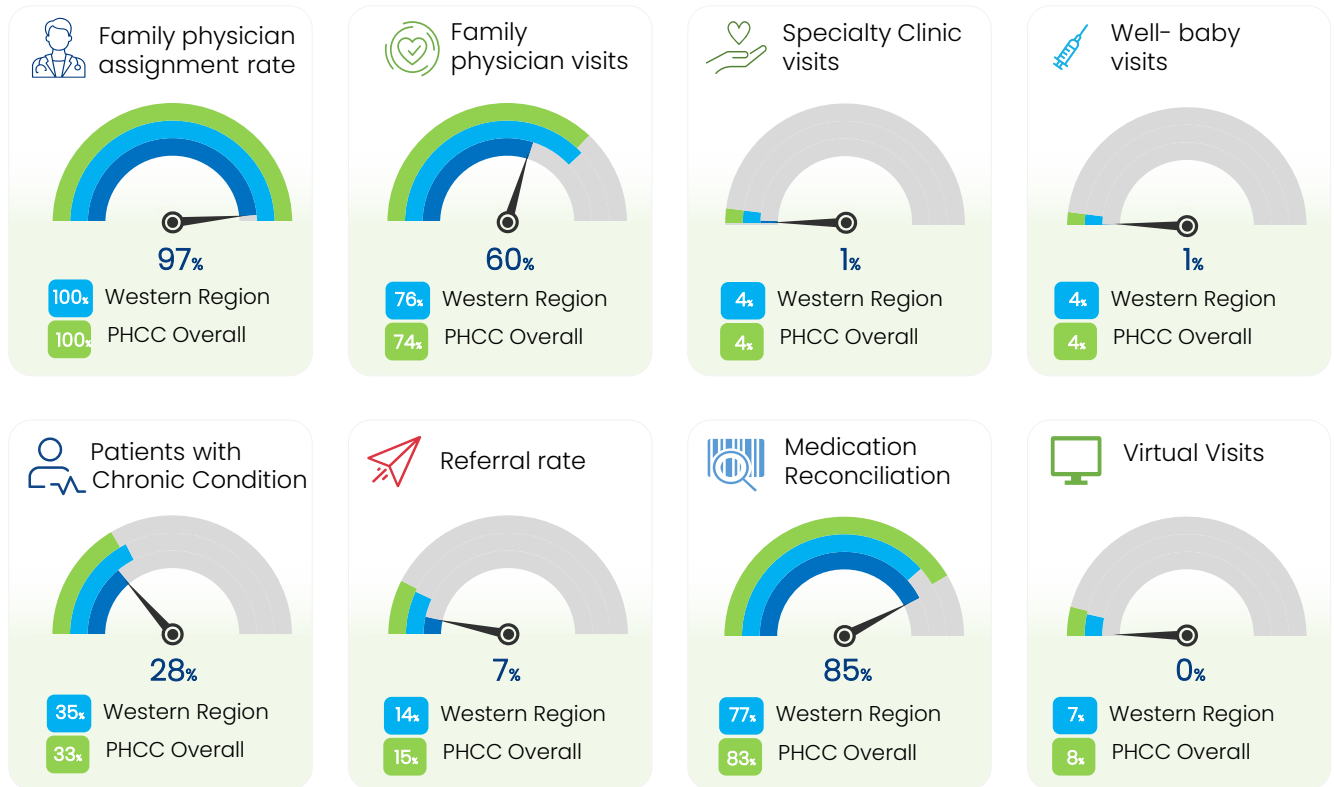 Family physician
assignment rate
97%
100% Western Region
100% PHCC Overall
Family
physician visits
60%
76% Western Region
74% PHCC Overall
Specialty Clinic
visits
1%
4% Western Region
4% PHCC Overall
Well- baby
visits
1%
4% Western Region
4% PHCC Overall
Patients with
Chronic Condition
28%
35% Western Region
33% PHCC Overall
Referral rate
7%
14% Western Region
15% PHCC Overall
Medication
Reconciliation
85%
77% Western Region
83% PHCC Overall
Virtual Visits
0%
7% Western Region
8% PHCC Overall